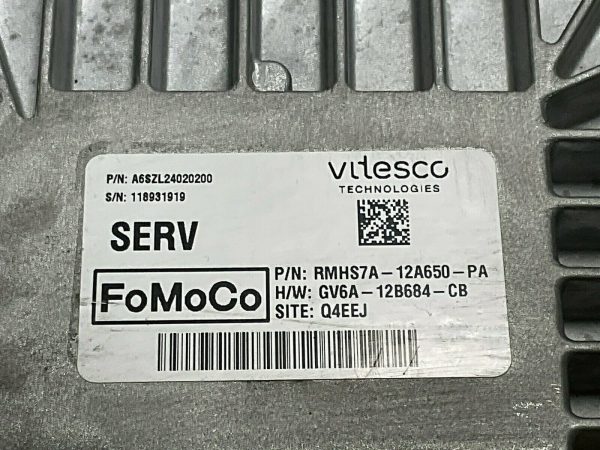 P/N: A6SZL24020200
S/N: 118931919
vitesco
TECHNOLOGIES
SERV
FoMoCo
P/N: RMHS7A-12A650-PA
H/W: GV6A-12B684-CB
SITE: Q4EEJ